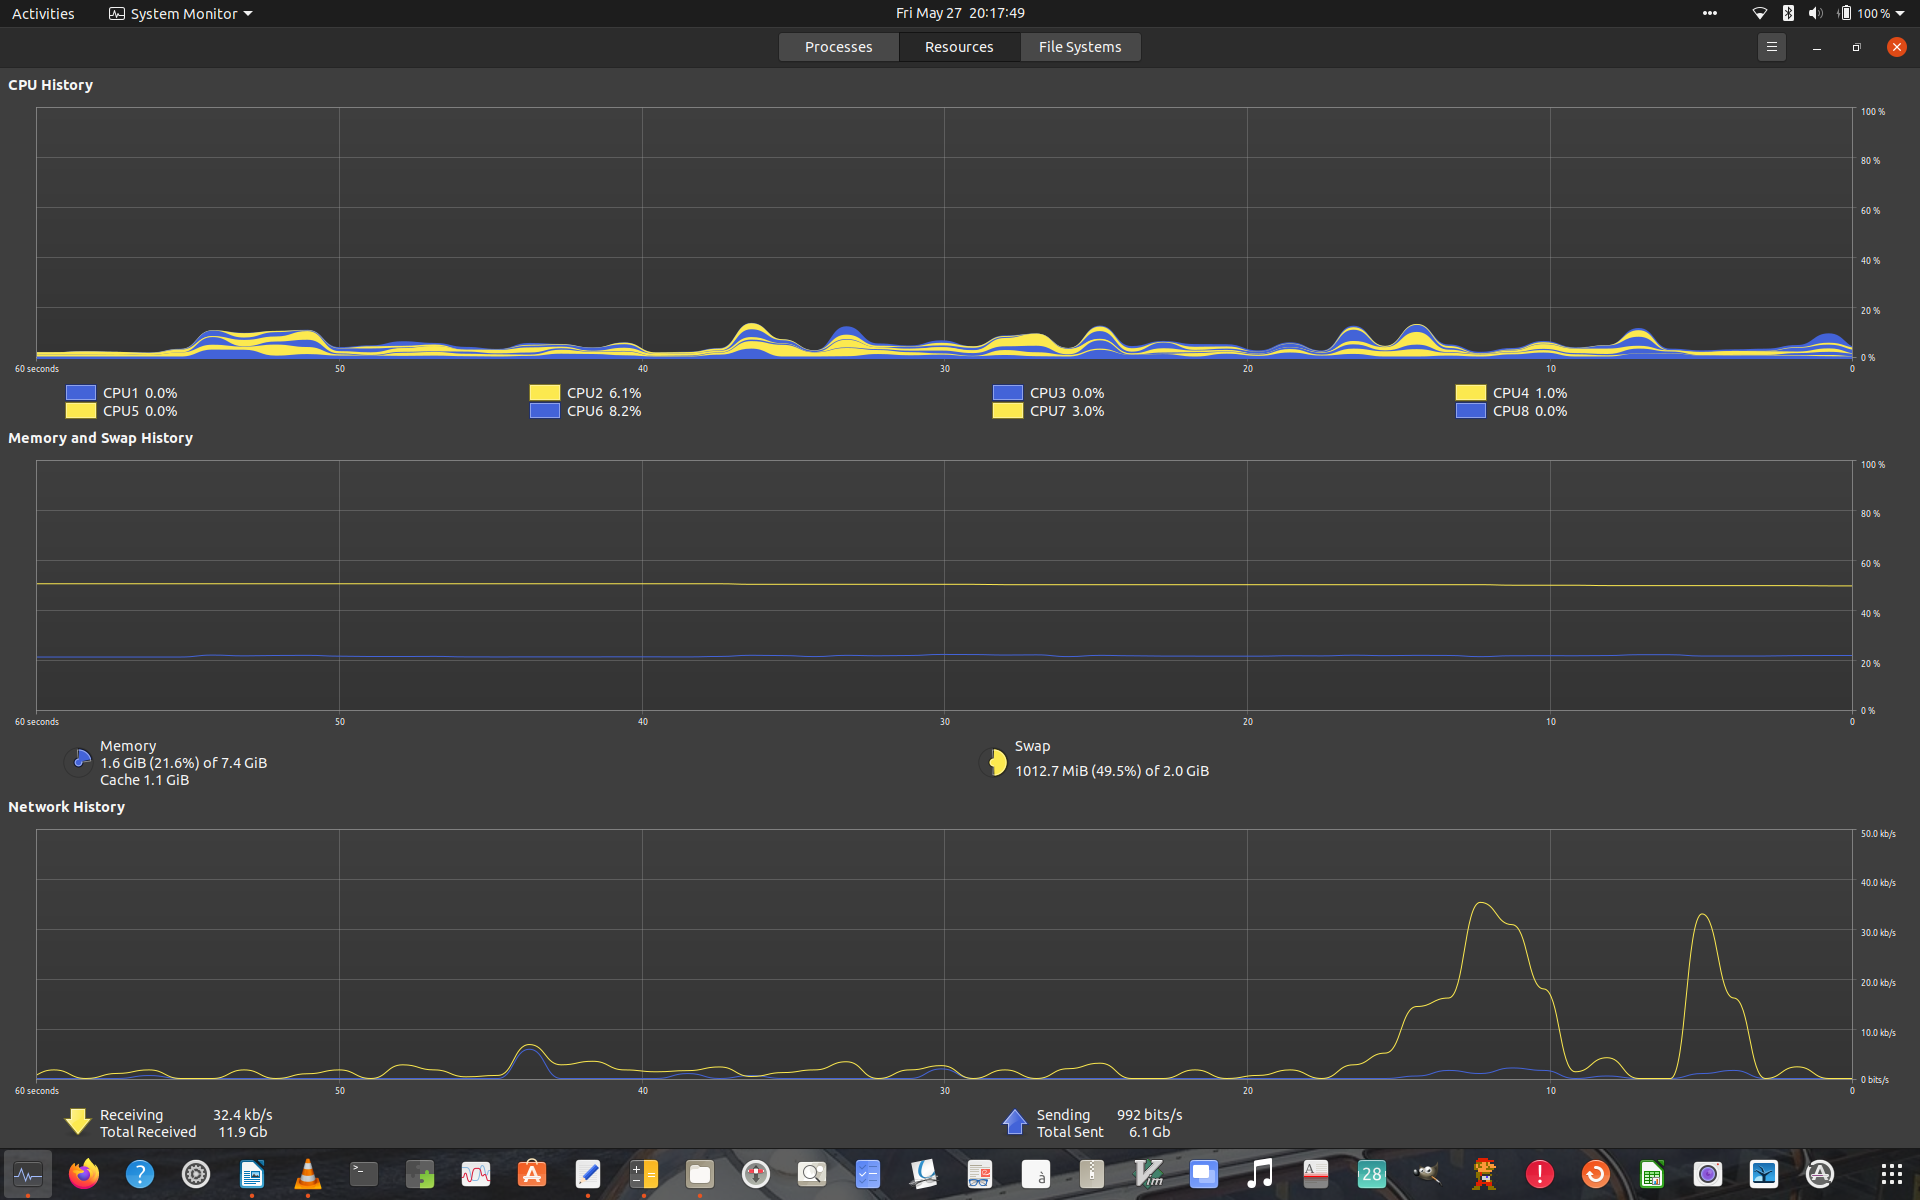 Activities System Monitor Fri May 27 20:17:49 100 %
Processes Resources File Systems
CPU History
100 %
80 %
60 %
40 %
20 %
0 %
60 seconds 50 40 30 20 10 0
CPU1 0.0% CPU2 6.1% CPU3 0.0% CPU4 1.0%
CPU5 0.0% CPU6 8.2% CPU7 3.0% CPU8 0.0%
Memory and Swap History
100 %
80 %
60 %
40 %
20 %
0 %
60 seconds 50 40 30 20 10 0
Memory
1.6 GiB (21.6%) of 7.4 GiB
Cache 1.1 GiB
Swap
1012.7 MiB (49.5%) of 2.0 GiB
Network History
50.0 kb/s
40.0 kb/s
30.0 kb/s
20.0 kb/s
10.0 kb/s
0 bits/s
60 seconds 50 40 30 20 10 0
Receiving 32.4 kb/s
Total Received 11.9 Gb
Sending 992 bits/s
Total Sent 6.1 Gb
>_ ? A à Vim A 28 ! A